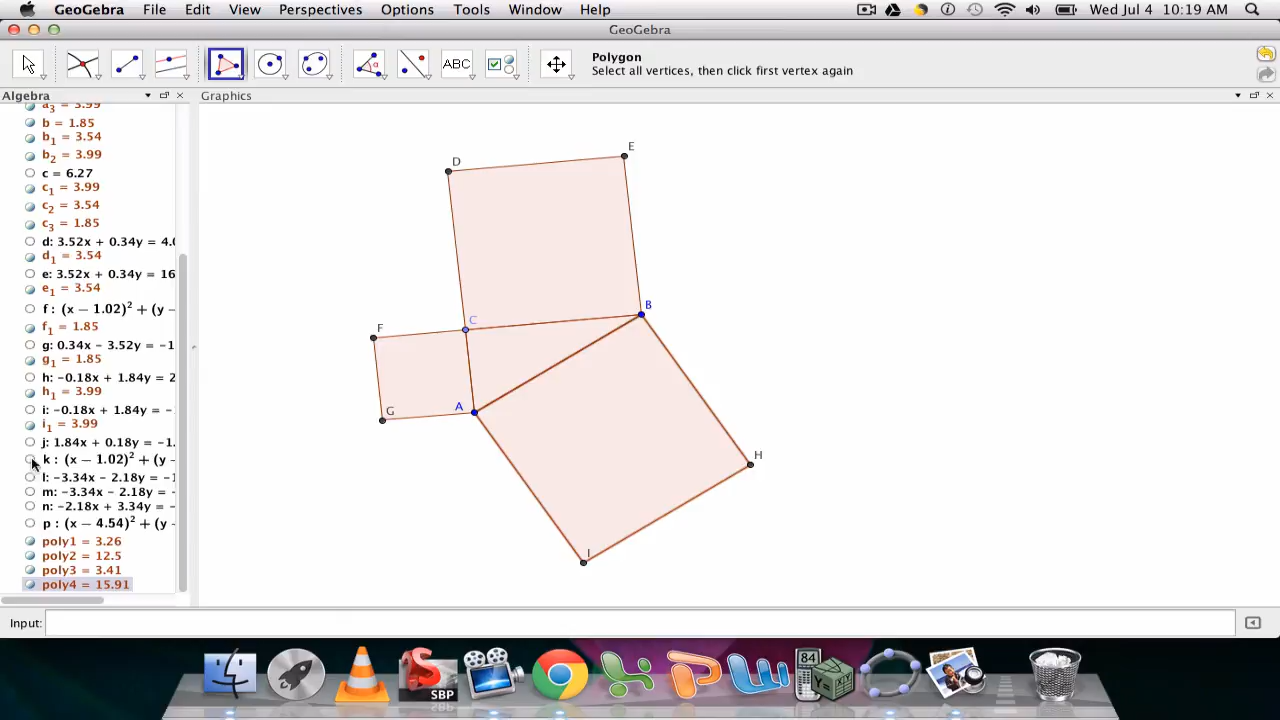 GeoGebra File Edit View Perspectives Options Tools Window Help Wed Jul 4 10:19 AM
GeoGebra
ABC
Polygon
Select all vertices, then click first vertex again
Algebra
Graphics
a3 = 3.99
b = 1.85
b1 = 3.54
b2 = 3.99
c = 6.27
c1 = 3.99
c2 = 3.54
c3 = 1.85
d: 3.52x + 0.34y = 4.0
d1 = 3.54
e: 3.52x + 0.34y = 16
e1 = 3.54
f : (x − 1.02)² + (y −
f1 = 1.85
g: 0.34x − 3.52y = −1
g1 = 1.85
h: −0.18x + 1.84y = 2
h1 = 3.99
i: −0.18x + 1.84y = −
i1 = 3.99
j: 1.84x + 0.18y = −1.
k : (x − 1.02)² + (y −
l: −3.34x − 2.18y = −1
m: −3.34x − 2.18y = −
n: −2.18x + 3.34y = −
p : (x − 4.54)² + (y −
poly1 = 3.26
poly2 = 12.5
poly3 = 3.41
poly4 = 15.91
D
E
B
C
F
A
G
H
I
Input:
SBP
84